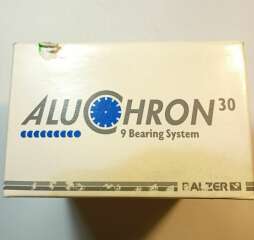 ALUCHRON 30
9 Bearing System
BALZER